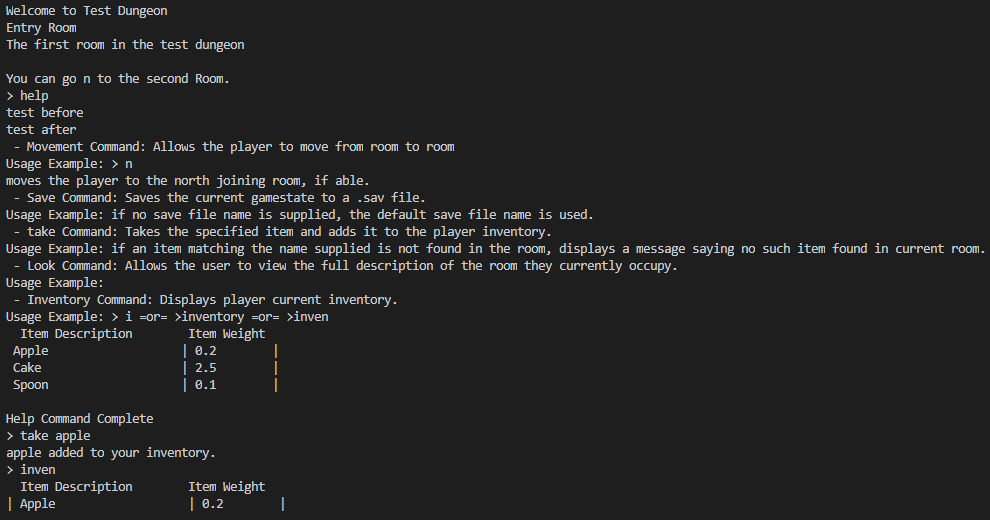 Welcome to Test Dungeon
Entry Room
The first room in the test dungeon

You can go n to the second Room.
> help
test before
test after
 - Movement Command: Allows the player to move from room to room
Usage Example: > n
moves the player to the north joining room, if able.
 - Save Command: Saves the current gamestate to a .sav file.
Usage Example: if no save file name is supplied, the default save file name is used.
 - take Command: Takes the specified item and adds it to the player inventory.
Usage Example: if an item matching the name supplied is not found in the room, displays a message saying no such item found in current room.
 - Look Command: Allows the user to view the full description of the room they currently occupy.
Usage Example:
 - Inventory Command: Displays player current inventory.
Usage Example: > i =or= >inventory =or= >inven
  Item Description        Item Weight
 Apple                   | 0.2        |
 Cake                    | 2.5        |
 Spoon                   | 0.1        |

Help Command Complete
> take apple
apple added to your inventory.
> inven
  Item Description        Item Weight
| Apple                   | 0.2        |